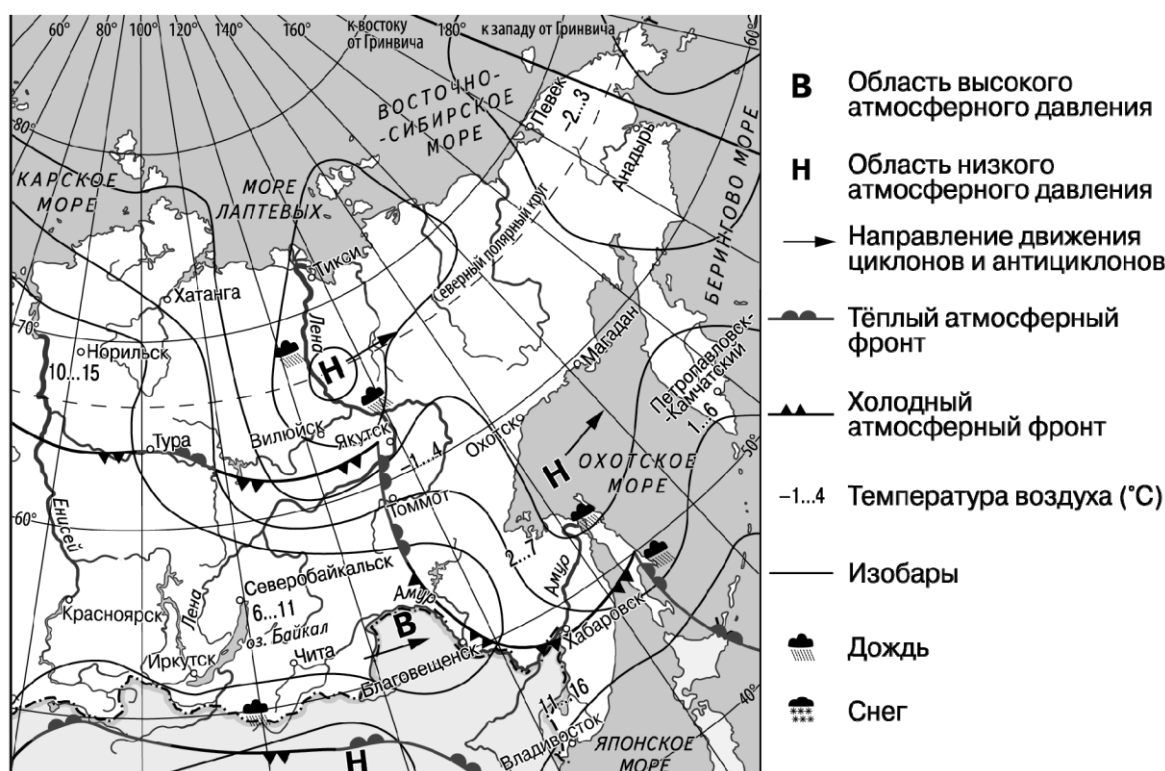 60° 80° 100° 120° 140° 160° к востоку от Гринвича 180° к западу от Гринвича 60°
ВОСТОЧНО-
-СИБИРСКОЕ
МОРЕ
Певек
-2...3
Анадырь
БЕРИНГОВО МОРЕ
80°
КАРСКОЕ
МОРЕ
МОРЕ
ЛАПТЕВЫХ
Тикси
Северный полярный круг
Хатанга
70°
Норильск
10...15
Лена
Н
Магадан
Петропавловск-
-Камчатский
1...6
Тура
Вилюйск
Якутск
-1...4
Охотск
Н
ОХОТСКОЕ
МОРЕ
50°
Енисей
60°
Томмот
2...7
Амур
Северобайкальск
6...11
Лена
оз. Байкал
Красноярск
Иркутск
Чита
Амур
В
Благовещенск
Хабаровск
11...16
Владивосток
ЯПОНСКОЕ
МОРЕ
40°
Н
В
Область высокого
атмосферного давления
Н
Область низкого
атмосферного давления
Направление движения
циклонов и антициклонов
Тёплый атмосферный
фронт
Холодный
атмосферный фронт
–1...4
Температура воздуха (°С)
Изобары
Дождь
Снег